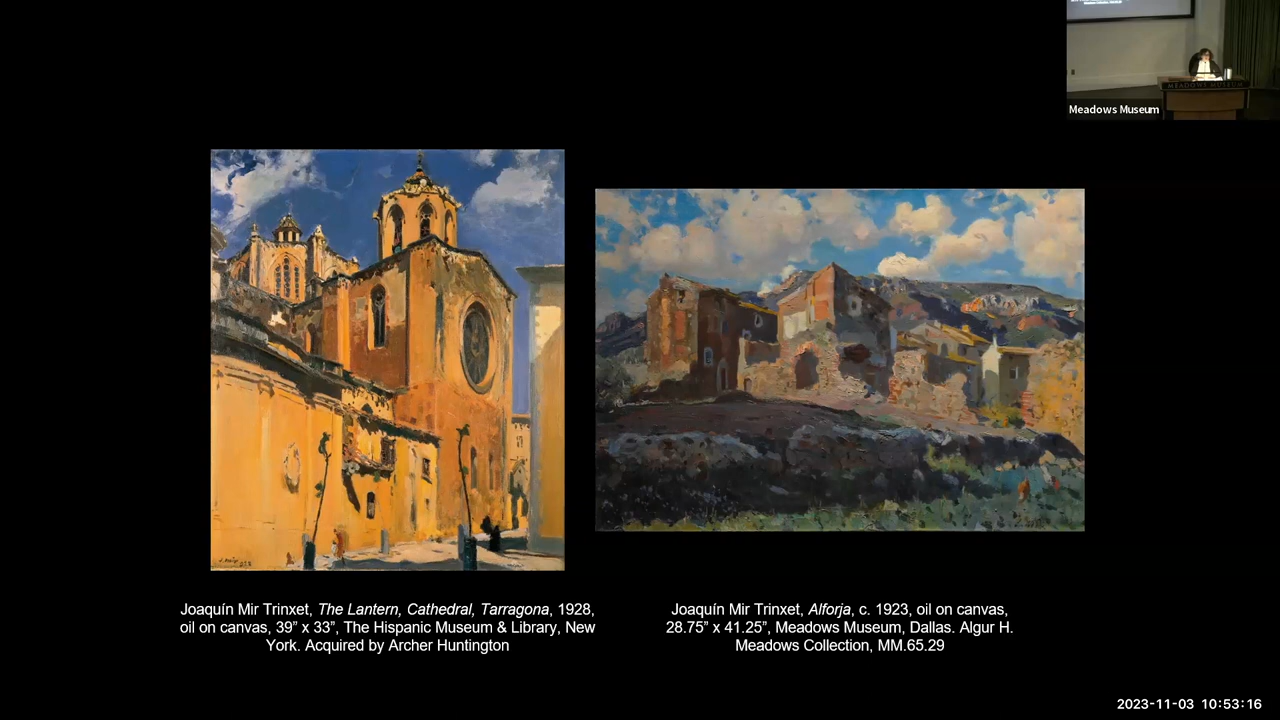 Meadows Museum
MEADOWS MUSEUM
Joaquín Mir Trinxet, The Lantern, Cathedral, Tarragona, 1928,
oil on canvas, 39” x 33”, The Hispanic Museum & Library, New
York. Acquired by Archer Huntington
Joaquín Mir Trinxet, Alforja, c. 1923, oil on canvas,
28.75” x 41.25”, Meadows Museum, Dallas. Algur H.
Meadows Collection, MM.65.29
2023-11-03 10:53:16